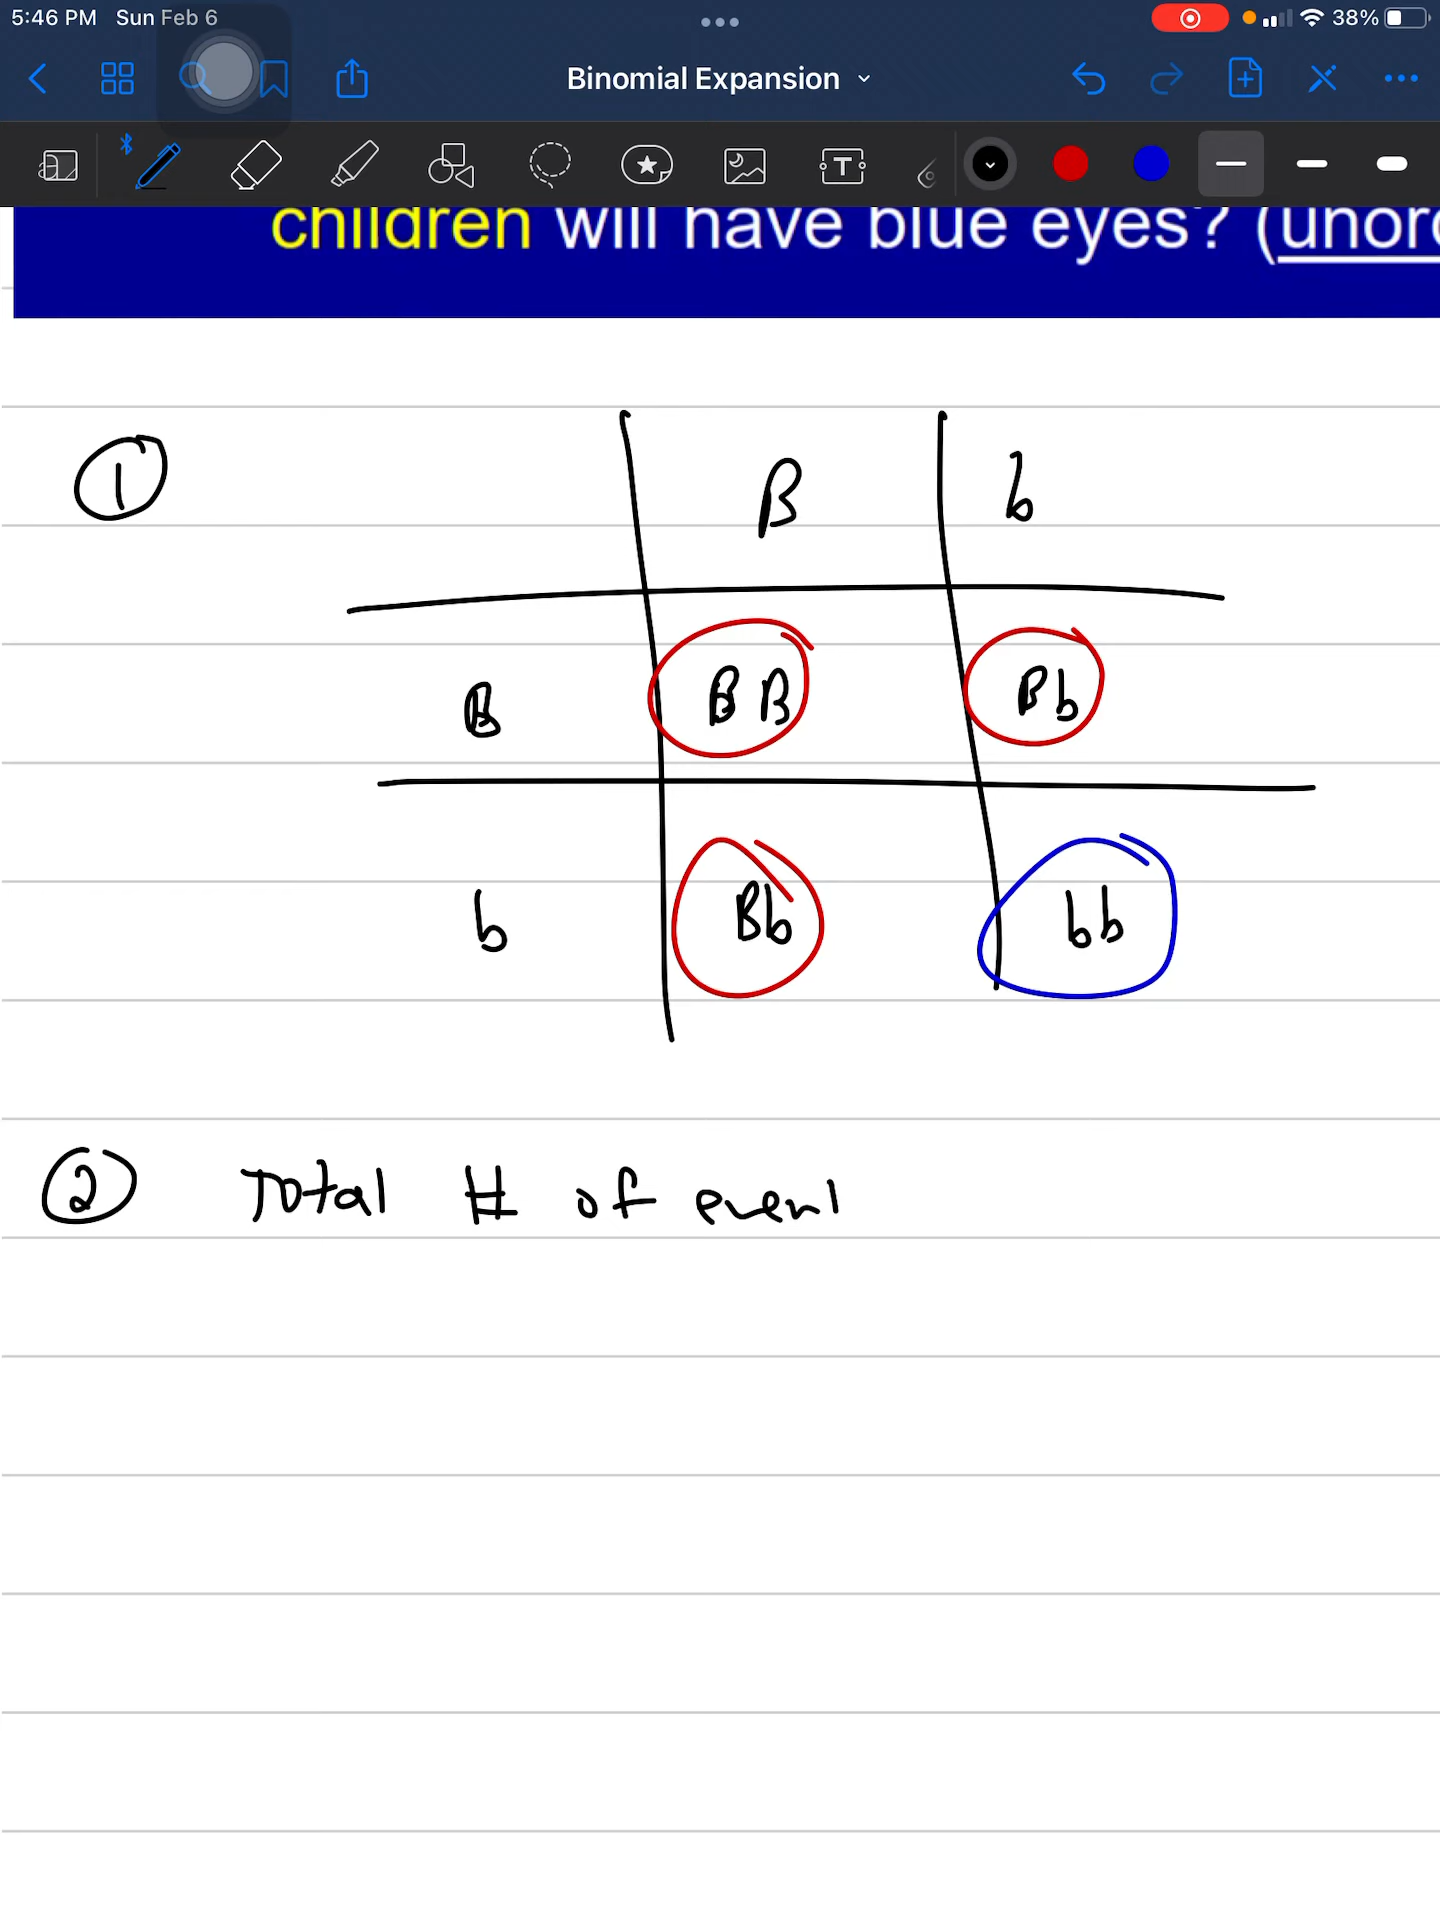 5:46 PM Sun Feb 6
38%
Binomial Expansion
T
children will have blue eyes? (unord
1
B b
B BB Bb
b Bb bb
2 Total # of event